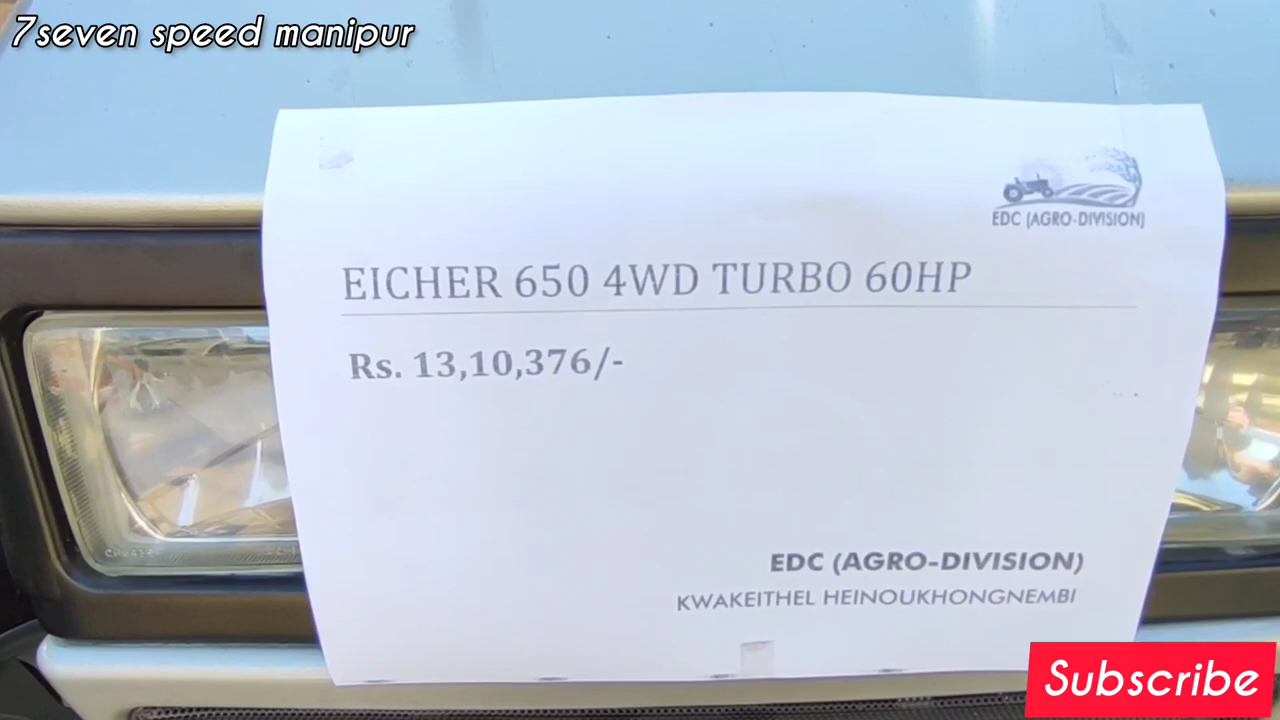 7seven speed manipur
EDC (AGRO-DIVISION)
EICHER 650 4WD TURBO 60HP
Rs. 13,10,376/-
EDC (AGRO-DIVISION)
KWAKEITHEL HEINOUKHONGNEMBI
Subscribe